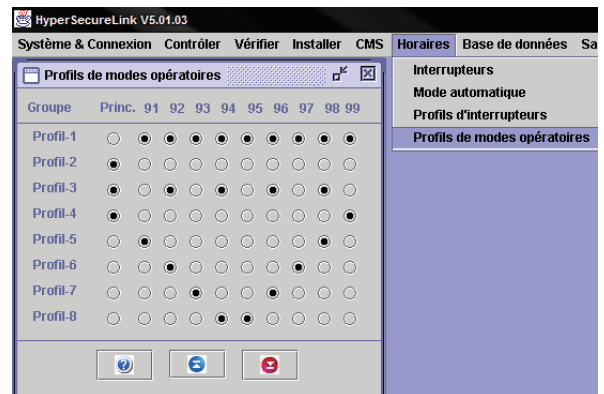 HyperSecureLink V5.01.03
Système & Connexion Contrôler Vérifier Installer CMS Horaires Base de données Sa
Profils de modes opératoires
Groupe Princ. 91 92 93 94 95 96 97 98 99
Profil-1
Profil-2
Profil-3
Profil-4
Profil-5
Profil-6
Profil-7
Profil-8
Interrupteurs
Mode automatique
Profils d'interrupteurs
Profils de modes opératoires